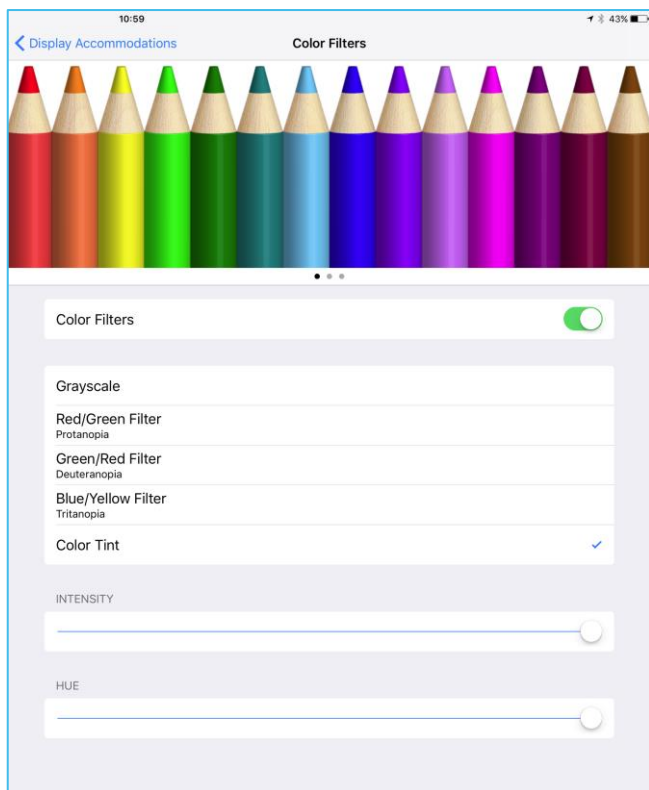 10:59 43%
Display Accommodations Color Filters
Color Filters
Grayscale
Red/Green Filter
Protanopia
Green/Red Filter
Deuteranopia
Blue/Yellow Filter
Tritanopia
Color Tint
INTENSITY
HUE